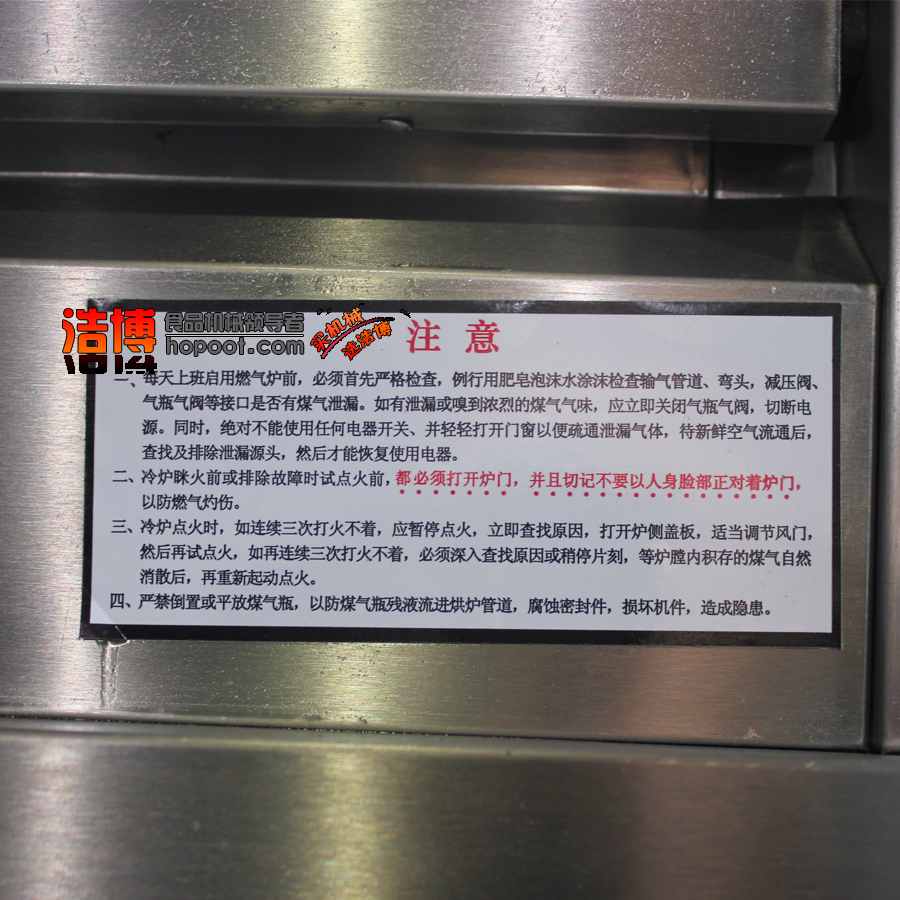 浩博 食品机械领导者 买机械
hopoot.com 选浩博
注意
一、每天上班启用燃气炉前，必须首先严格检查，例行用肥皂泡沫水涂沫检查输气管道、弯头，减压阀、
气瓶气阀等接口是否有煤气泄漏。如有泄漏或嗅到浓烈的煤气气味，应立即关闭气瓶气阀，切断电
源。同时，绝对不能使用任何电器开关、并轻轻打开门窗以便疏通泄漏气体，待新鲜空气流通后，
查找及排除泄漏源头，然后才能恢复使用电器。
二、冷炉眯火前或排除故障时试点火前，都必须打开炉门，并且切记不要以人身脸部正对着炉门，
以防燃气灼伤。
三、冷炉点火时，如连续三次打火不着，应暂停点火，立即查找原因，打开炉侧盖板，适当调节风门，
然后再试点火，如再连续三次打火不着，必须深入查找原因或稍停片刻，等炉膛内积存的煤气自然
消散后，再重新起动点火。
四、严禁倒置或平放煤气瓶，以防煤气瓶残液流进烘炉管道，腐蚀密封件，损坏机件，造成隐患。